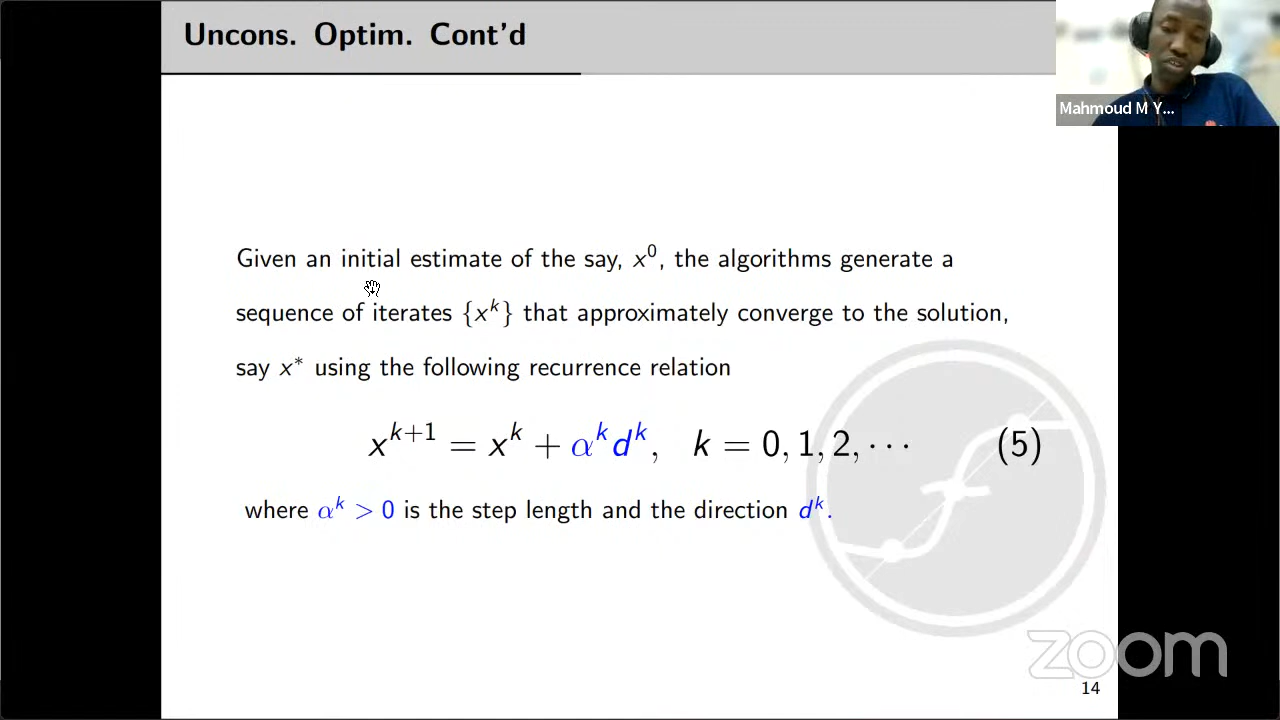 Uncons. Optim. Cont'd
Mahmoud M Y...
Given an initial estimate of the say, x^0, the algorithms generate a
sequence of iterates {x^k} that approximately converge to the solution,
say x* using the following recurrence relation
x^{k+1} = x^k + α^k d^k, k = 0, 1, 2, ··· (5)
where α^k > 0 is the step length and the direction d^k.
zoom
14